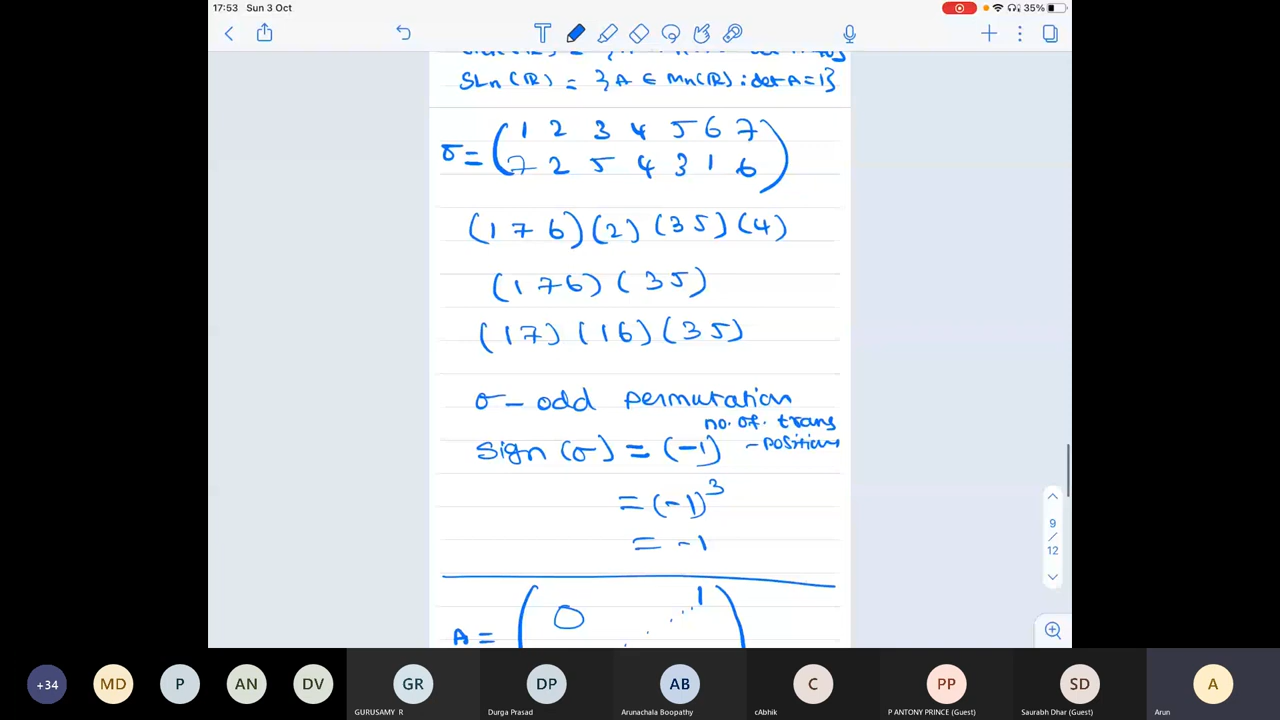 17:53 Sun 3 Oct
35%
T
SLn (ℝ) = {A ∈ Mn(ℝ) : det A = 1}
σ = ( 1 2 3 4 5 6 7
7 2 5 4 3 1 6 )
(1 7 6) (2) (3 5) (4)
(1 7 6) (3 5)
(1 7) (1 6) (3 5)
σ - odd permutation
no. of. trans
sign (σ) = (-1) -positions
= (-1)³
= -1
9
/
12
0 1
A = ( )
+34 MD P AN DV GR DP AB C PP SD A
GURUSAMY R Durga Prasad Arunachala Boopathy cAbhik P ANTONY PRINCE (Guest) Saurabh Dhar (Guest) Arun